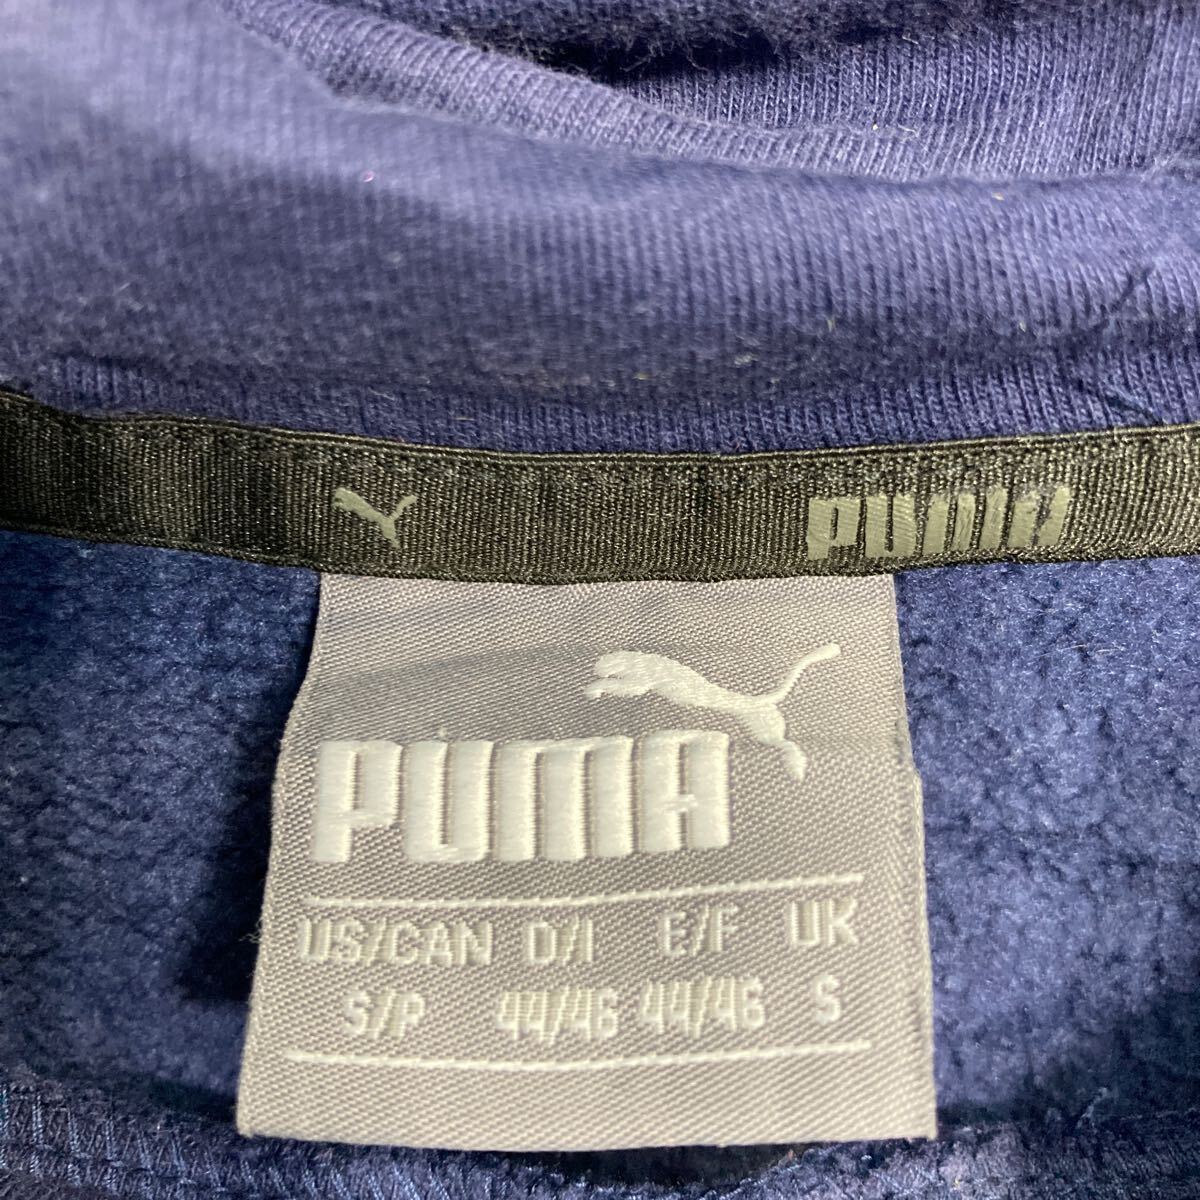 PUMA
PUMA
US/CAN D/I E/F UK
S/P 44/46 44/46 S